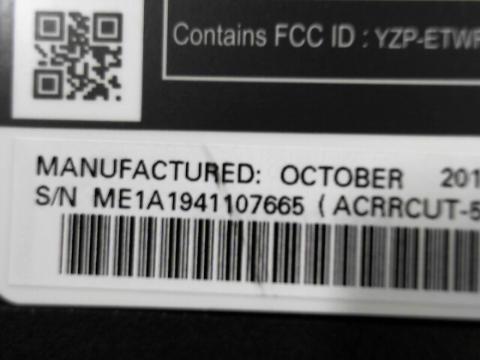 Contains FCC ID : YZP-ETWF
MANUFACTURED: OCTOBER 201
S/N ME1A1941107665 ( ACRRCUT-5